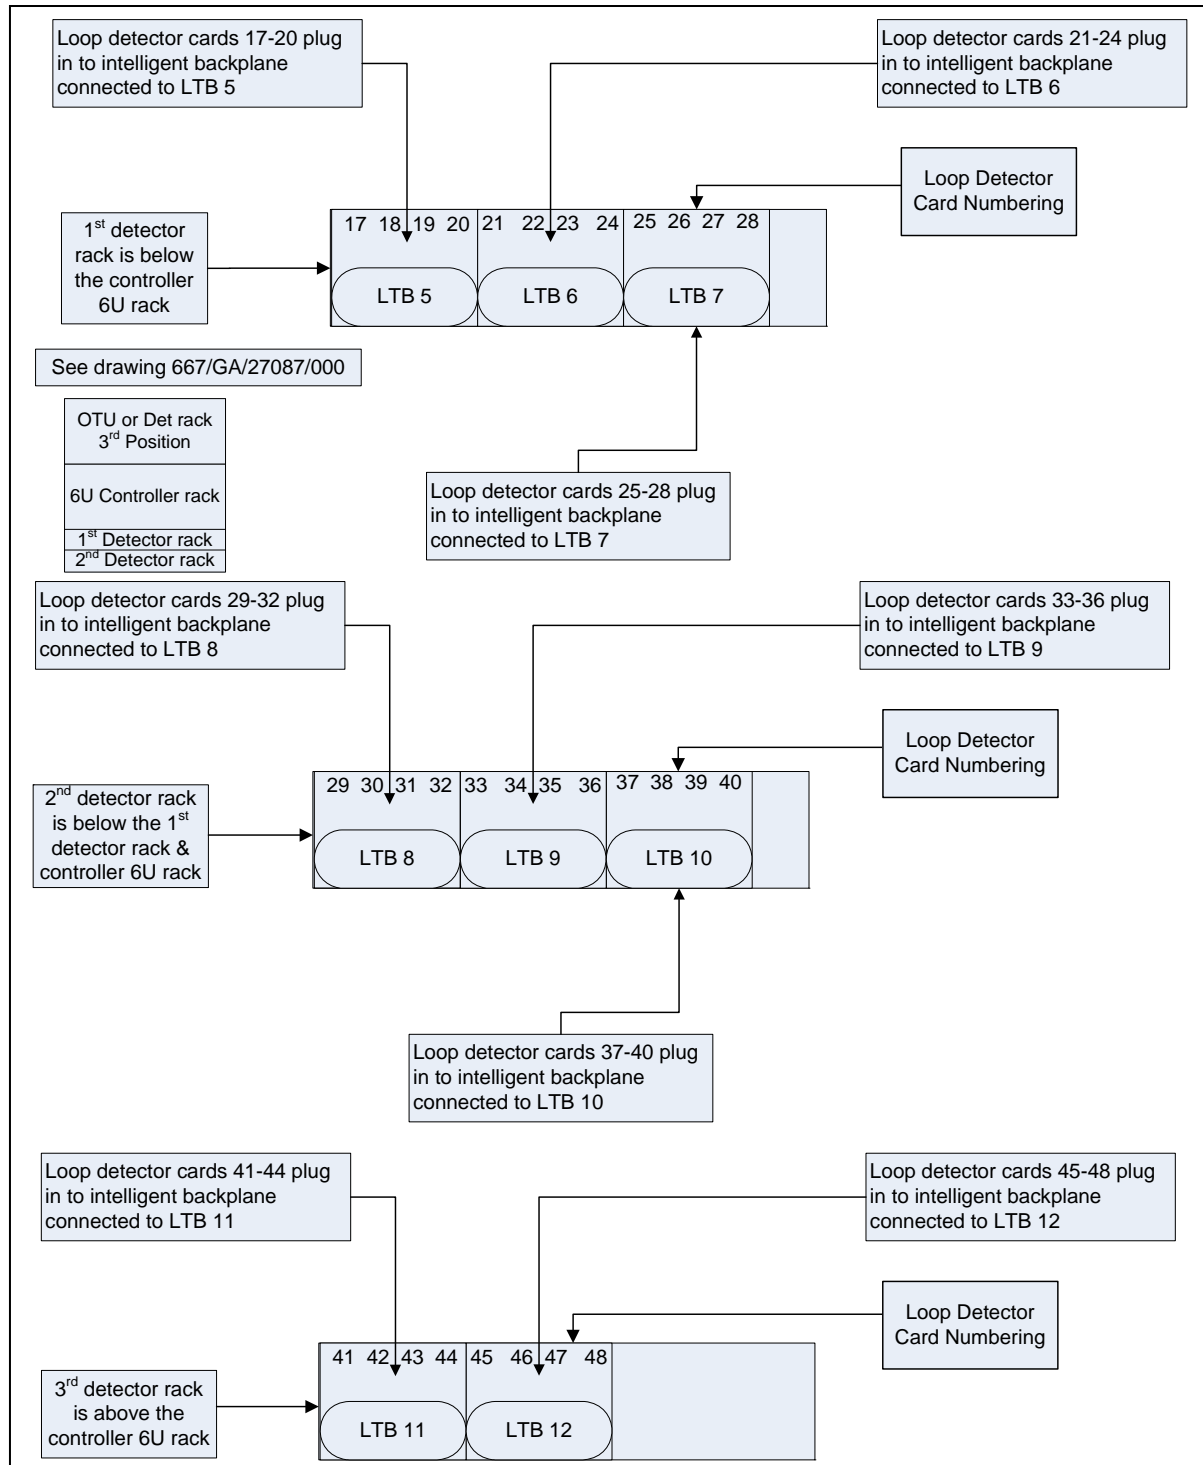 Loop detector cards 17-20 plug
in to intelligent backplane
connected to LTB 5
Loop detector cards 21-24 plug
in to intelligent backplane
connected to LTB 6
Loop Detector
Card Numbering
1st detector
rack is below
the controller
6U rack
17 18 19 20 21 22 23 24 25 26 27 28
LTB 5 LTB 6 LTB 7
See drawing 667/GA/27087/000
OTU or Det rack
3rd Position
6U Controller rack
1st Detector rack
2nd Detector rack
Loop detector cards 25-28 plug
in to intelligent backplane
connected to LTB 7
Loop detector cards 29-32 plug
in to intelligent backplane
connected to LTB 8
Loop detector cards 33-36 plug
in to intelligent backplane
connected to LTB 9
Loop Detector
Card Numbering
2nd detector rack
is below the 1st
detector rack &
controller 6U rack
29 30 31 32 33 34 35 36 37 38 39 40
LTB 8 LTB 9 LTB 10
Loop detector cards 37-40 plug
in to intelligent backplane
connected to LTB 10
Loop detector cards 41-44 plug
in to intelligent backplane
connected to LTB 11
Loop detector cards 45-48 plug
in to intelligent backplane
connected to LTB 12
Loop Detector
Card Numbering
3rd detector rack
is above the
controller 6U rack
41 42 43 44 45 46 47 48
LTB 11 LTB 12